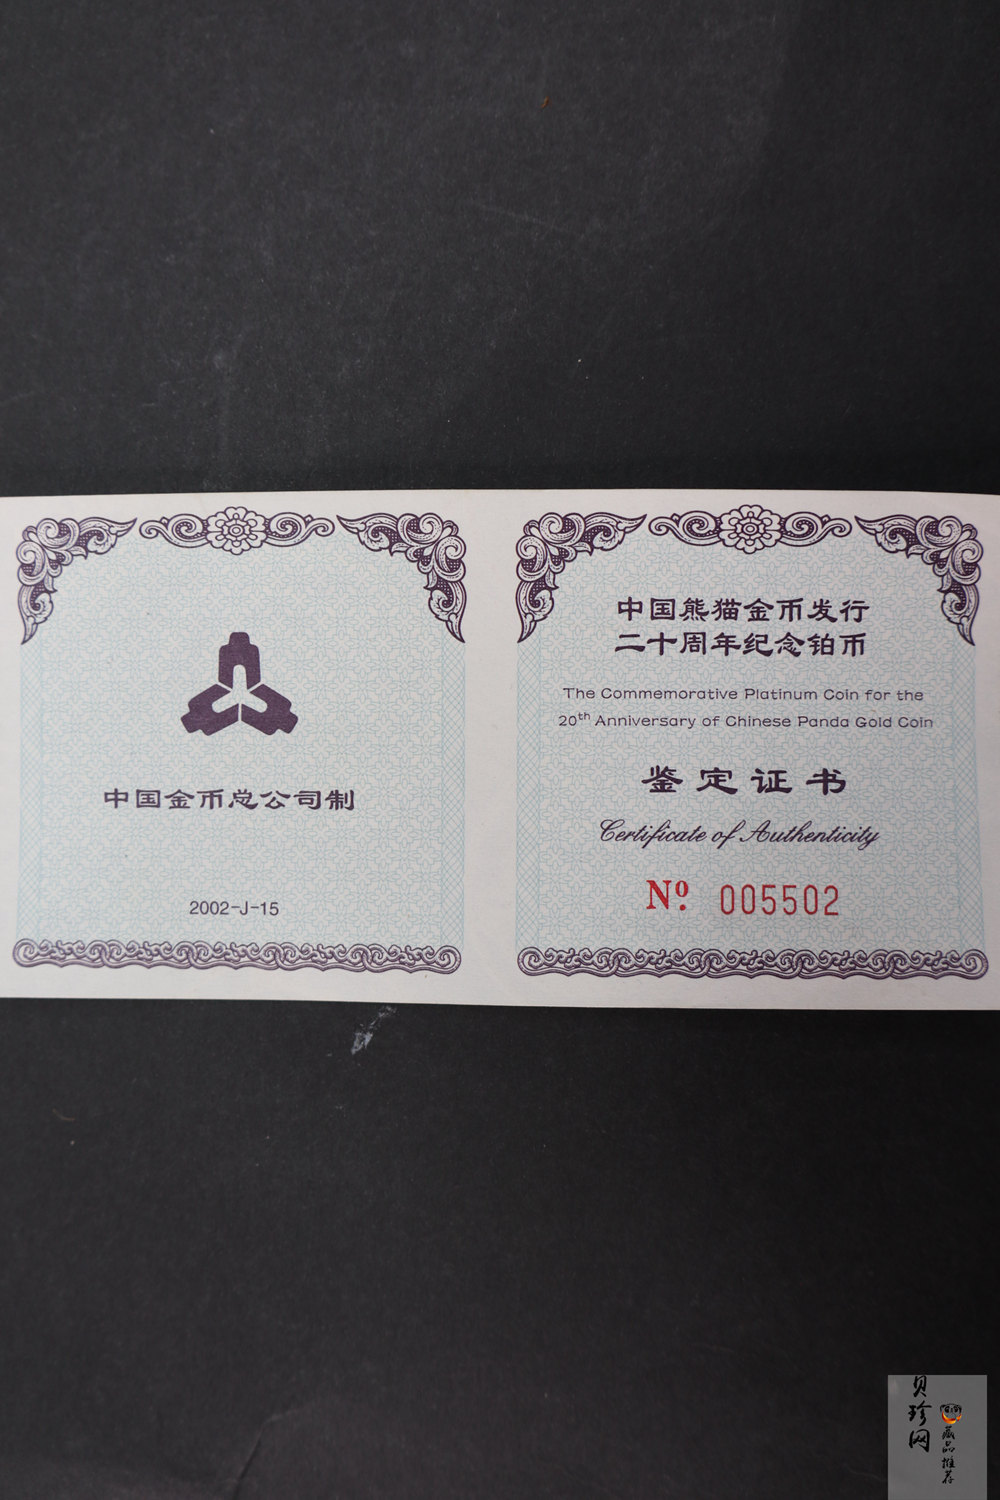 中国金币总公司制
2002-J-15
中国熊猫金币发行
二十周年纪念铂币
The Commemorative Platinum Coin for the
20th Anniversary of Chinese Panda Gold Coin
鉴定证书
Certificate of Authenticity
Nº 005502
贝珍网
藏品推荐